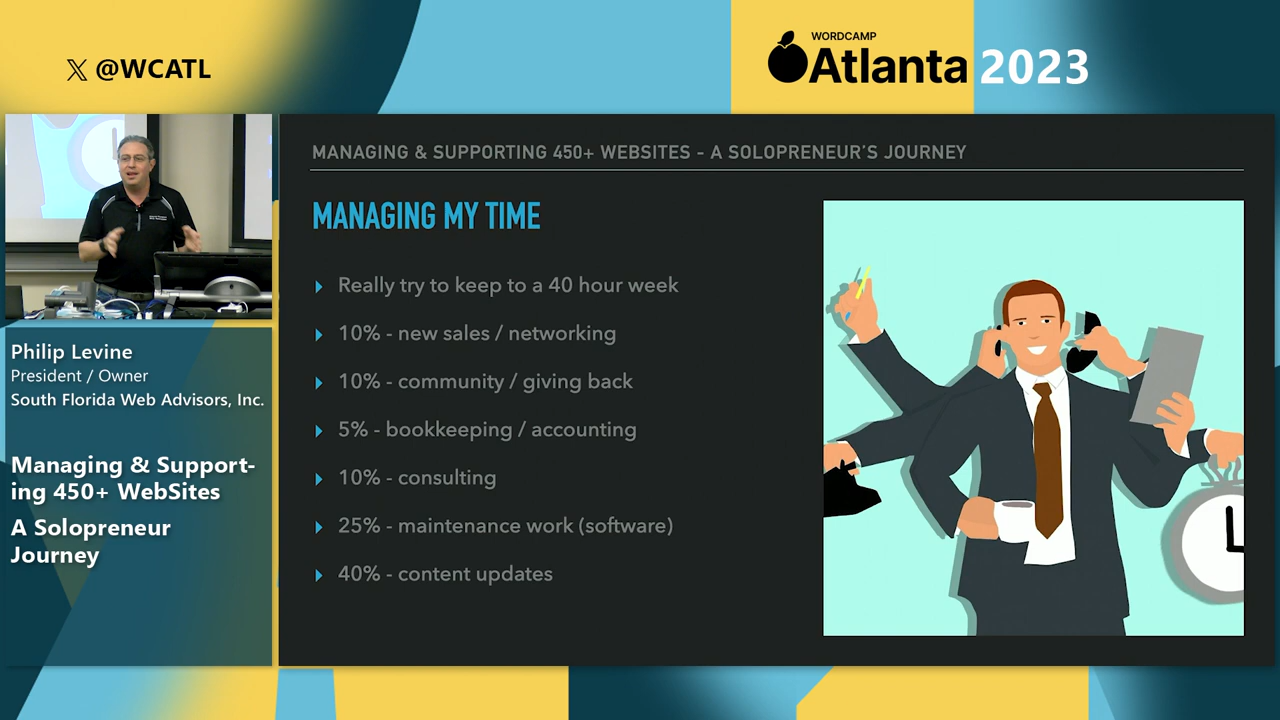 𝕏 @WCATL
WORDCAMP
Atlanta 2023
MANAGING & SUPPORTING 450+ WEBSITES - A SOLOPRENEUR'S JOURNEY
MANAGING MY TIME
Really try to keep to a 40 hour week
10% - new sales / networking
10% - community / giving back
5% - bookkeeping / accounting
10% - consulting
25% - maintenance work (software)
40% - content updates
Philip Levine
President / Owner
South Florida Web Advisors, Inc.
Managing & Support-
ing 450+ WebSites
A Solopreneur
Journey